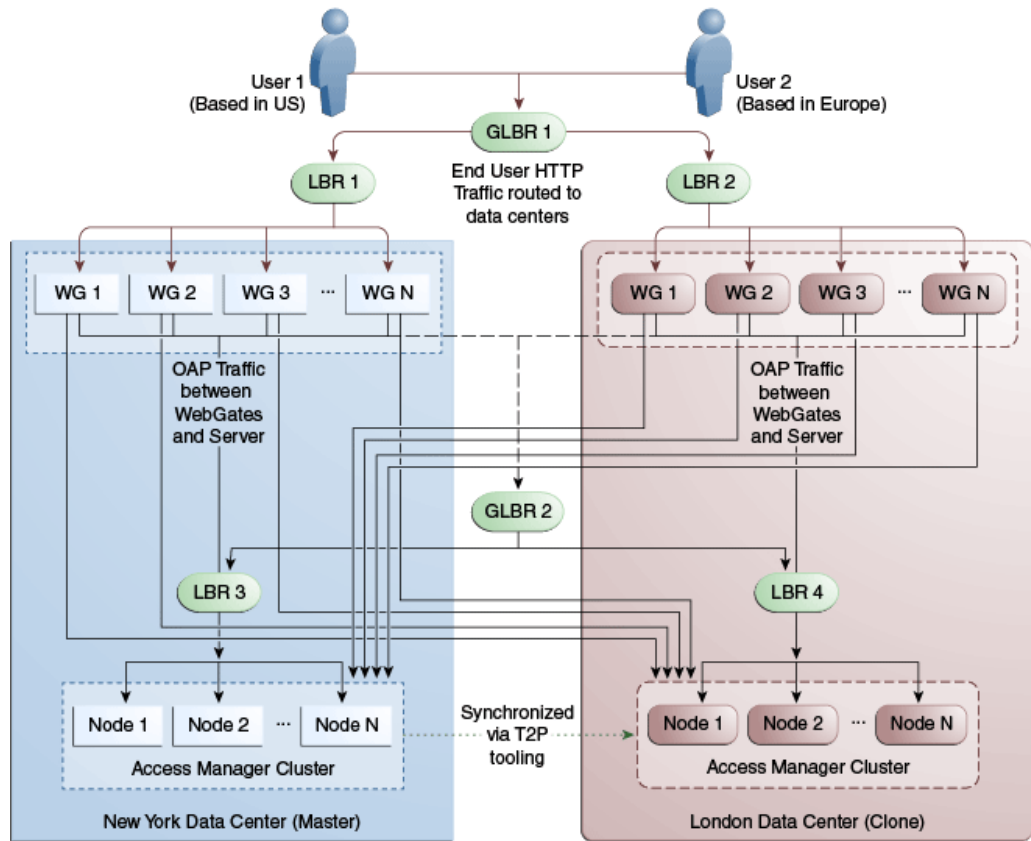 User 1
(Based in US)
User 2
(Based in Europe)
GLBR 1
End User HTTP
Traffic routed to
data centers
LBR 1
LBR 2
WG 1
WG 2
WG 3
...
WG N
WG 1
WG 2
WG 3
...
WG N
OAP Traffic
between
WebGates
and Server
OAP Traffic
between
WebGates
and Server
GLBR 2
LBR 3
LBR 4
Node 1
Node 2
...
Node N
Access Manager Cluster
Synchronized
via T2P
tooling
Node 1
Node 2
...
Node N
Access Manager Cluster
New York Data Center (Master)
London Data Center (Clone)